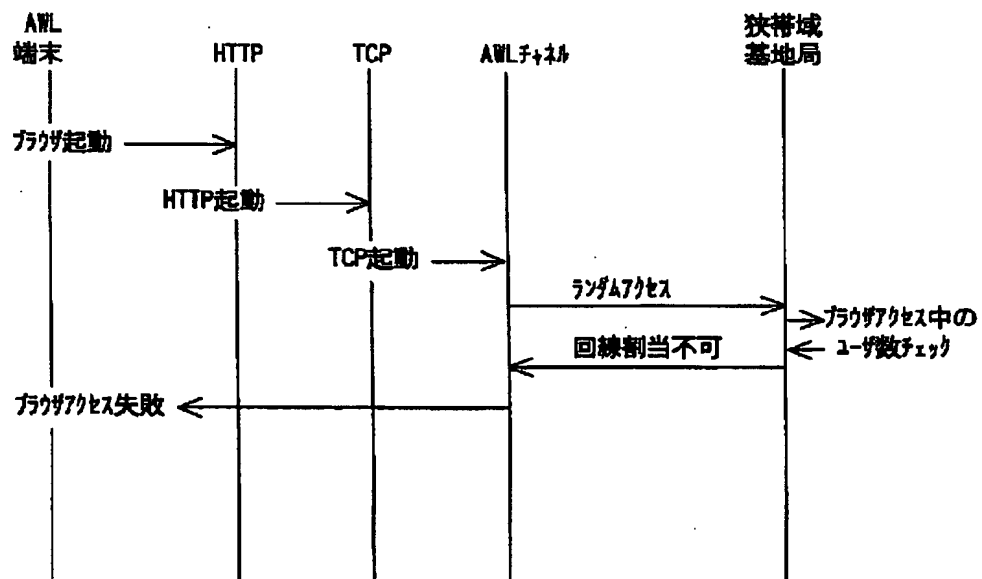 AWL
端末
HTTP
TCP
AWLﾁｬﾈﾙ
狭帯域
基地局
ﾌﾞﾗｳｻﾞ起動
HTTP起動
TCP起動
ﾗﾝﾀﾞﾑｱｸｾｽ
ﾌﾞﾗｳｻﾞｱｸｾｽ中の
ﾕｰｻﾞ数ﾁｪｯｸ
回線割当不可
ﾌﾞﾗｳｻﾞｱｸｾｽ失敗